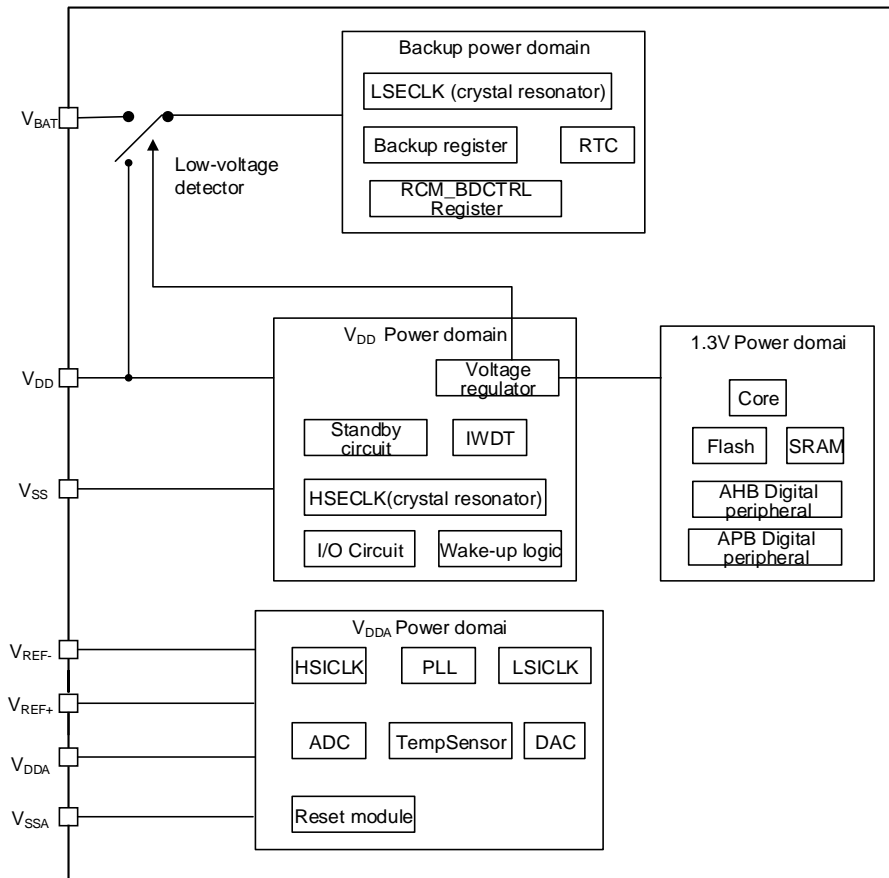 Backup power domain
LSECLK (crystal resonator)
VBAT
Backup register
RTC
Low-voltage
detector
RCM_BDCTRL
Register
VDD Power domain
1.3V Power domai
VDD
Voltage
regulator
Core
Standby
circuit
IWDT
Flash
SRAM
VSS
HSECLK(crystal resonator)
AHB Digital
peripheral
I/O Circuit
Wake-up logic
APB Digital
peripheral
VDDA Power domai
VREF-
HSICLK
PLL
LSICLK
VREF+
ADC
TempSensor
DAC
VDDA
VSSA
Reset module